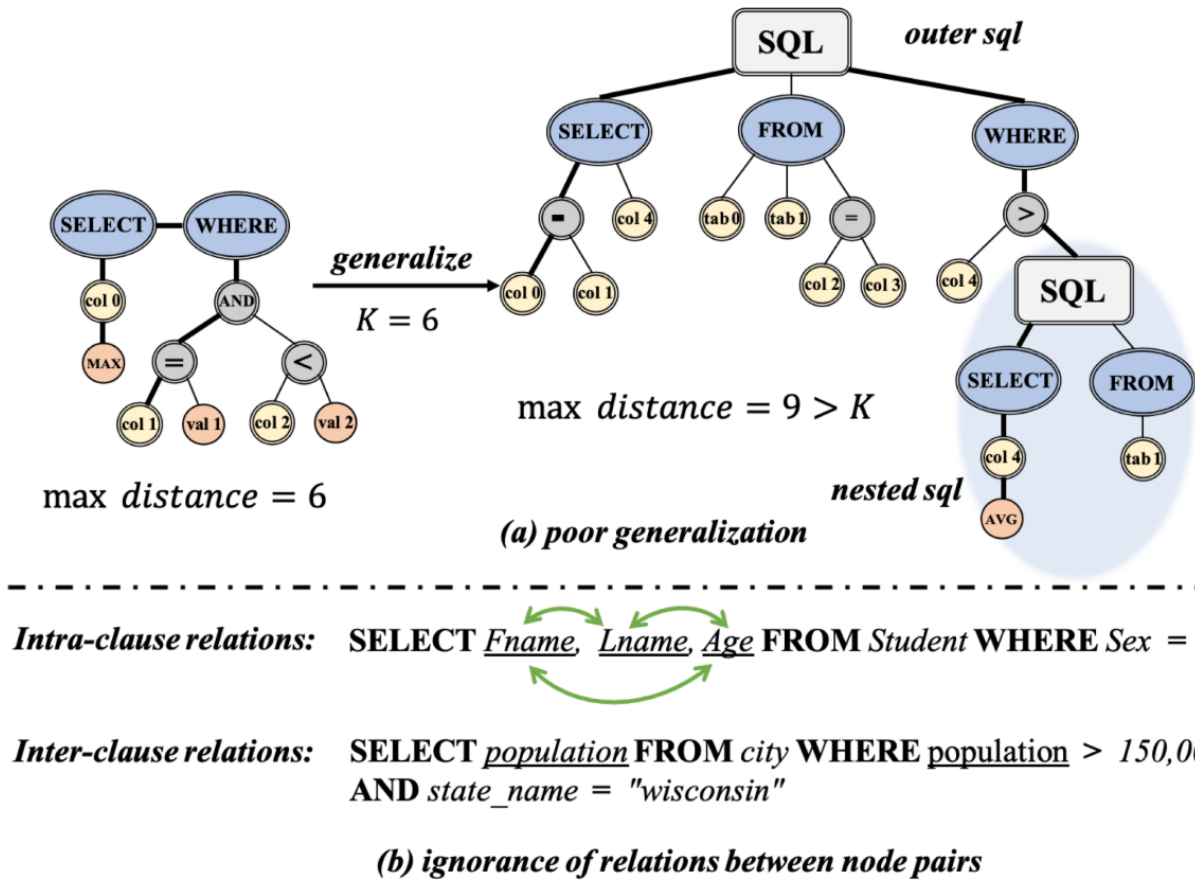 SQL
outer sql
SELECT
FROM
WHERE
-
col 4
tab 0
tab 1
=
>
col 0
col 1
col 2
col 3
col 4
SQL
SELECT
FROM
col 4
tab 1
AVG
nested sql
max distance = 9 > K
SELECT
WHERE
col 0
AND
MAX
=
<
col 1
val 1
col 2
val 2
max distance = 6
generalize
K = 6
(a) poor generalization
Intra-clause relations: SELECT Fname, Lname, Age FROM Student WHERE Sex =
Inter-clause relations: SELECT population FROM city WHERE population > 150,00
AND state_name = "wisconsin"
(b) ignorance of relations between node pairs